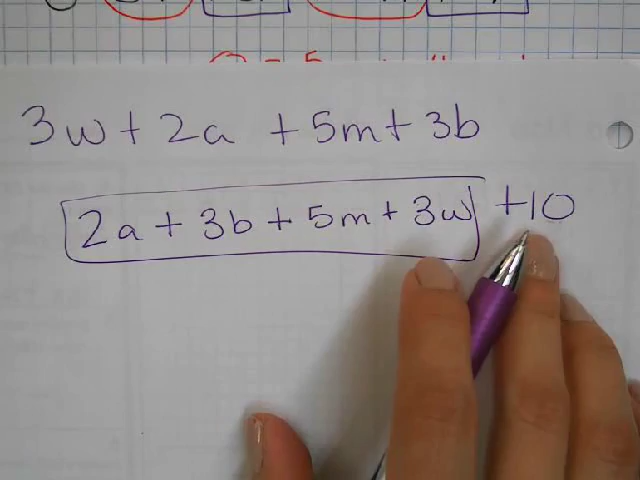 3w + 2a + 5m + 3b
2a + 3b + 5m + 3w + 10